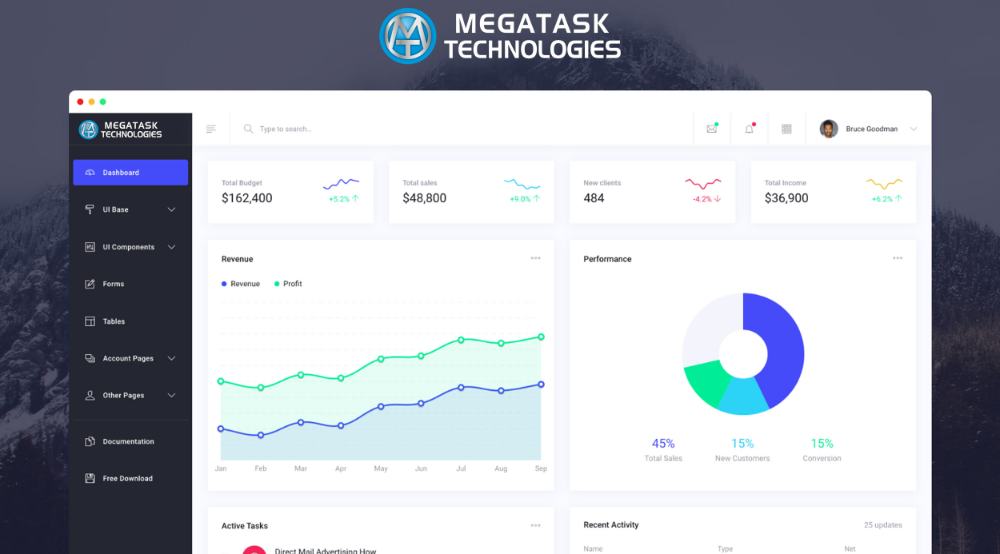 MEGATASK
TECHNOLOGIES
MEGATASK
TECHNOLOGIES
Type to search...
Bruce Goodman
Dashboard
UI Base
UI Components
Forms
Tables
Account Pages
Other Pages
Documentation
Free Download
Total Budget
$162,400
+5.2%
Total sales
$48,800
+9.0%
New clients
484
-4.2%
Total Income
$36,900
+6.2%
Revenue
Revenue Profit
Jan Feb Mar Apr May Jun Jul Aug Sep
Performance
45% 15% 15%
Total Sales New Customers Conversion
Active Tasks
Direct Mail Advertising How
Recent Activity 25 updates
Name Type Net